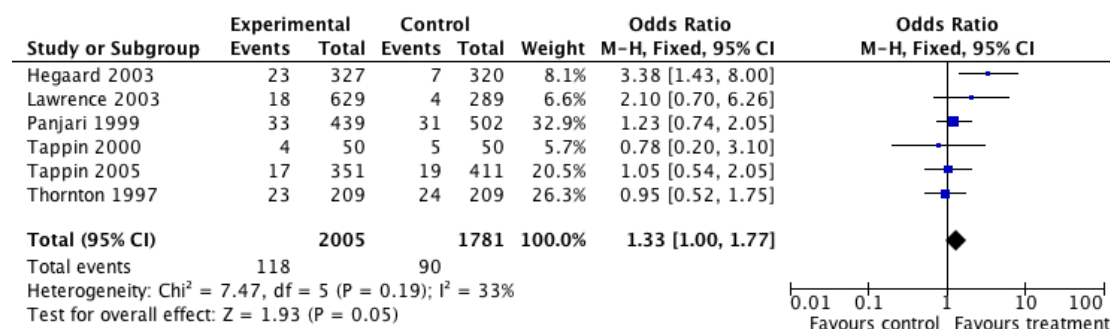 Experimental Control Odds Ratio Odds Ratio
Study or Subgroup Events Total Events Total Weight M-H, Fixed, 95% CI M-H, Fixed, 95% CI
Hegaard 2003 23 327 7 320 8.1% 3.38 [1.43, 8.00]
Lawrence 2003 18 629 4 289 6.6% 2.10 [0.70, 6.26]
Panjari 1999 33 439 31 502 32.9% 1.23 [0.74, 2.05]
Tappin 2000 4 50 5 50 5.7% 0.78 [0.20, 3.10]
Tappin 2005 17 351 19 411 20.5% 1.05 [0.54, 2.05]
Thornton 1997 23 209 24 209 26.3% 0.95 [0.52, 1.75]
Total (95% CI) 2005 1781 100.0% 1.33 [1.00, 1.77]
Total events 118 90
Heterogeneity: Chi² = 7.47, df = 5 (P = 0.19); I² = 33%
Test for overall effect: Z = 1.93 (P = 0.05)
0.01 0.1 1 10 100
Favours control Favours treatment